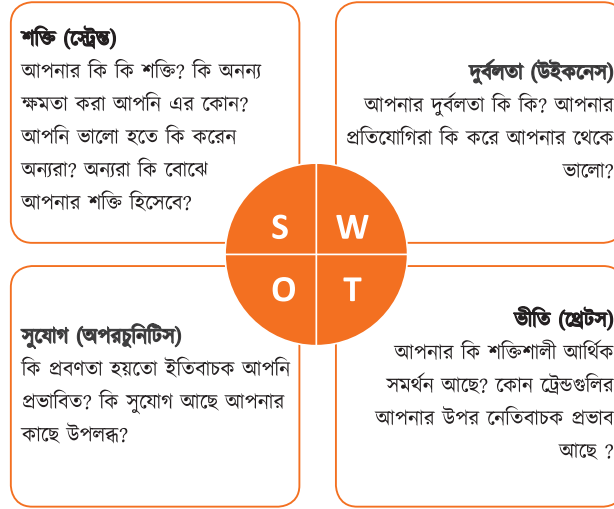 শক্তি (স্ট্রেন্থ)
আপনার কি কি শক্তি? কি অনন্য
ক্ষমতা করা আপনি এর কোন?
আপনি ভালো হতে কি করেন
অন্যরা? অন্যরা কি বোঝে
আপনার শক্তি হিসেবে?
দুর্বলতা (উইকনেস)
আপনার দুর্বলতা কি কি? আপনার
প্রতিযোগিরা কি করে আপনার থেকে
ভালো?
S W
O T
সুযোগ (অপরচুনিটিস)
কি প্রবণতা হয়তো ইতিবাচক আপনি
প্রভাবিত? কি সুযোগ আছে আপনার
কাছে উপলব্ধ?
ভীতি (থ্রেটস)
আপনার কি শক্তিশালী আর্থিক
সমর্থন আছে? কোন ট্রেন্ডগুলির
আপনার উপর নেতিবাচক প্রভাব
আছে ?